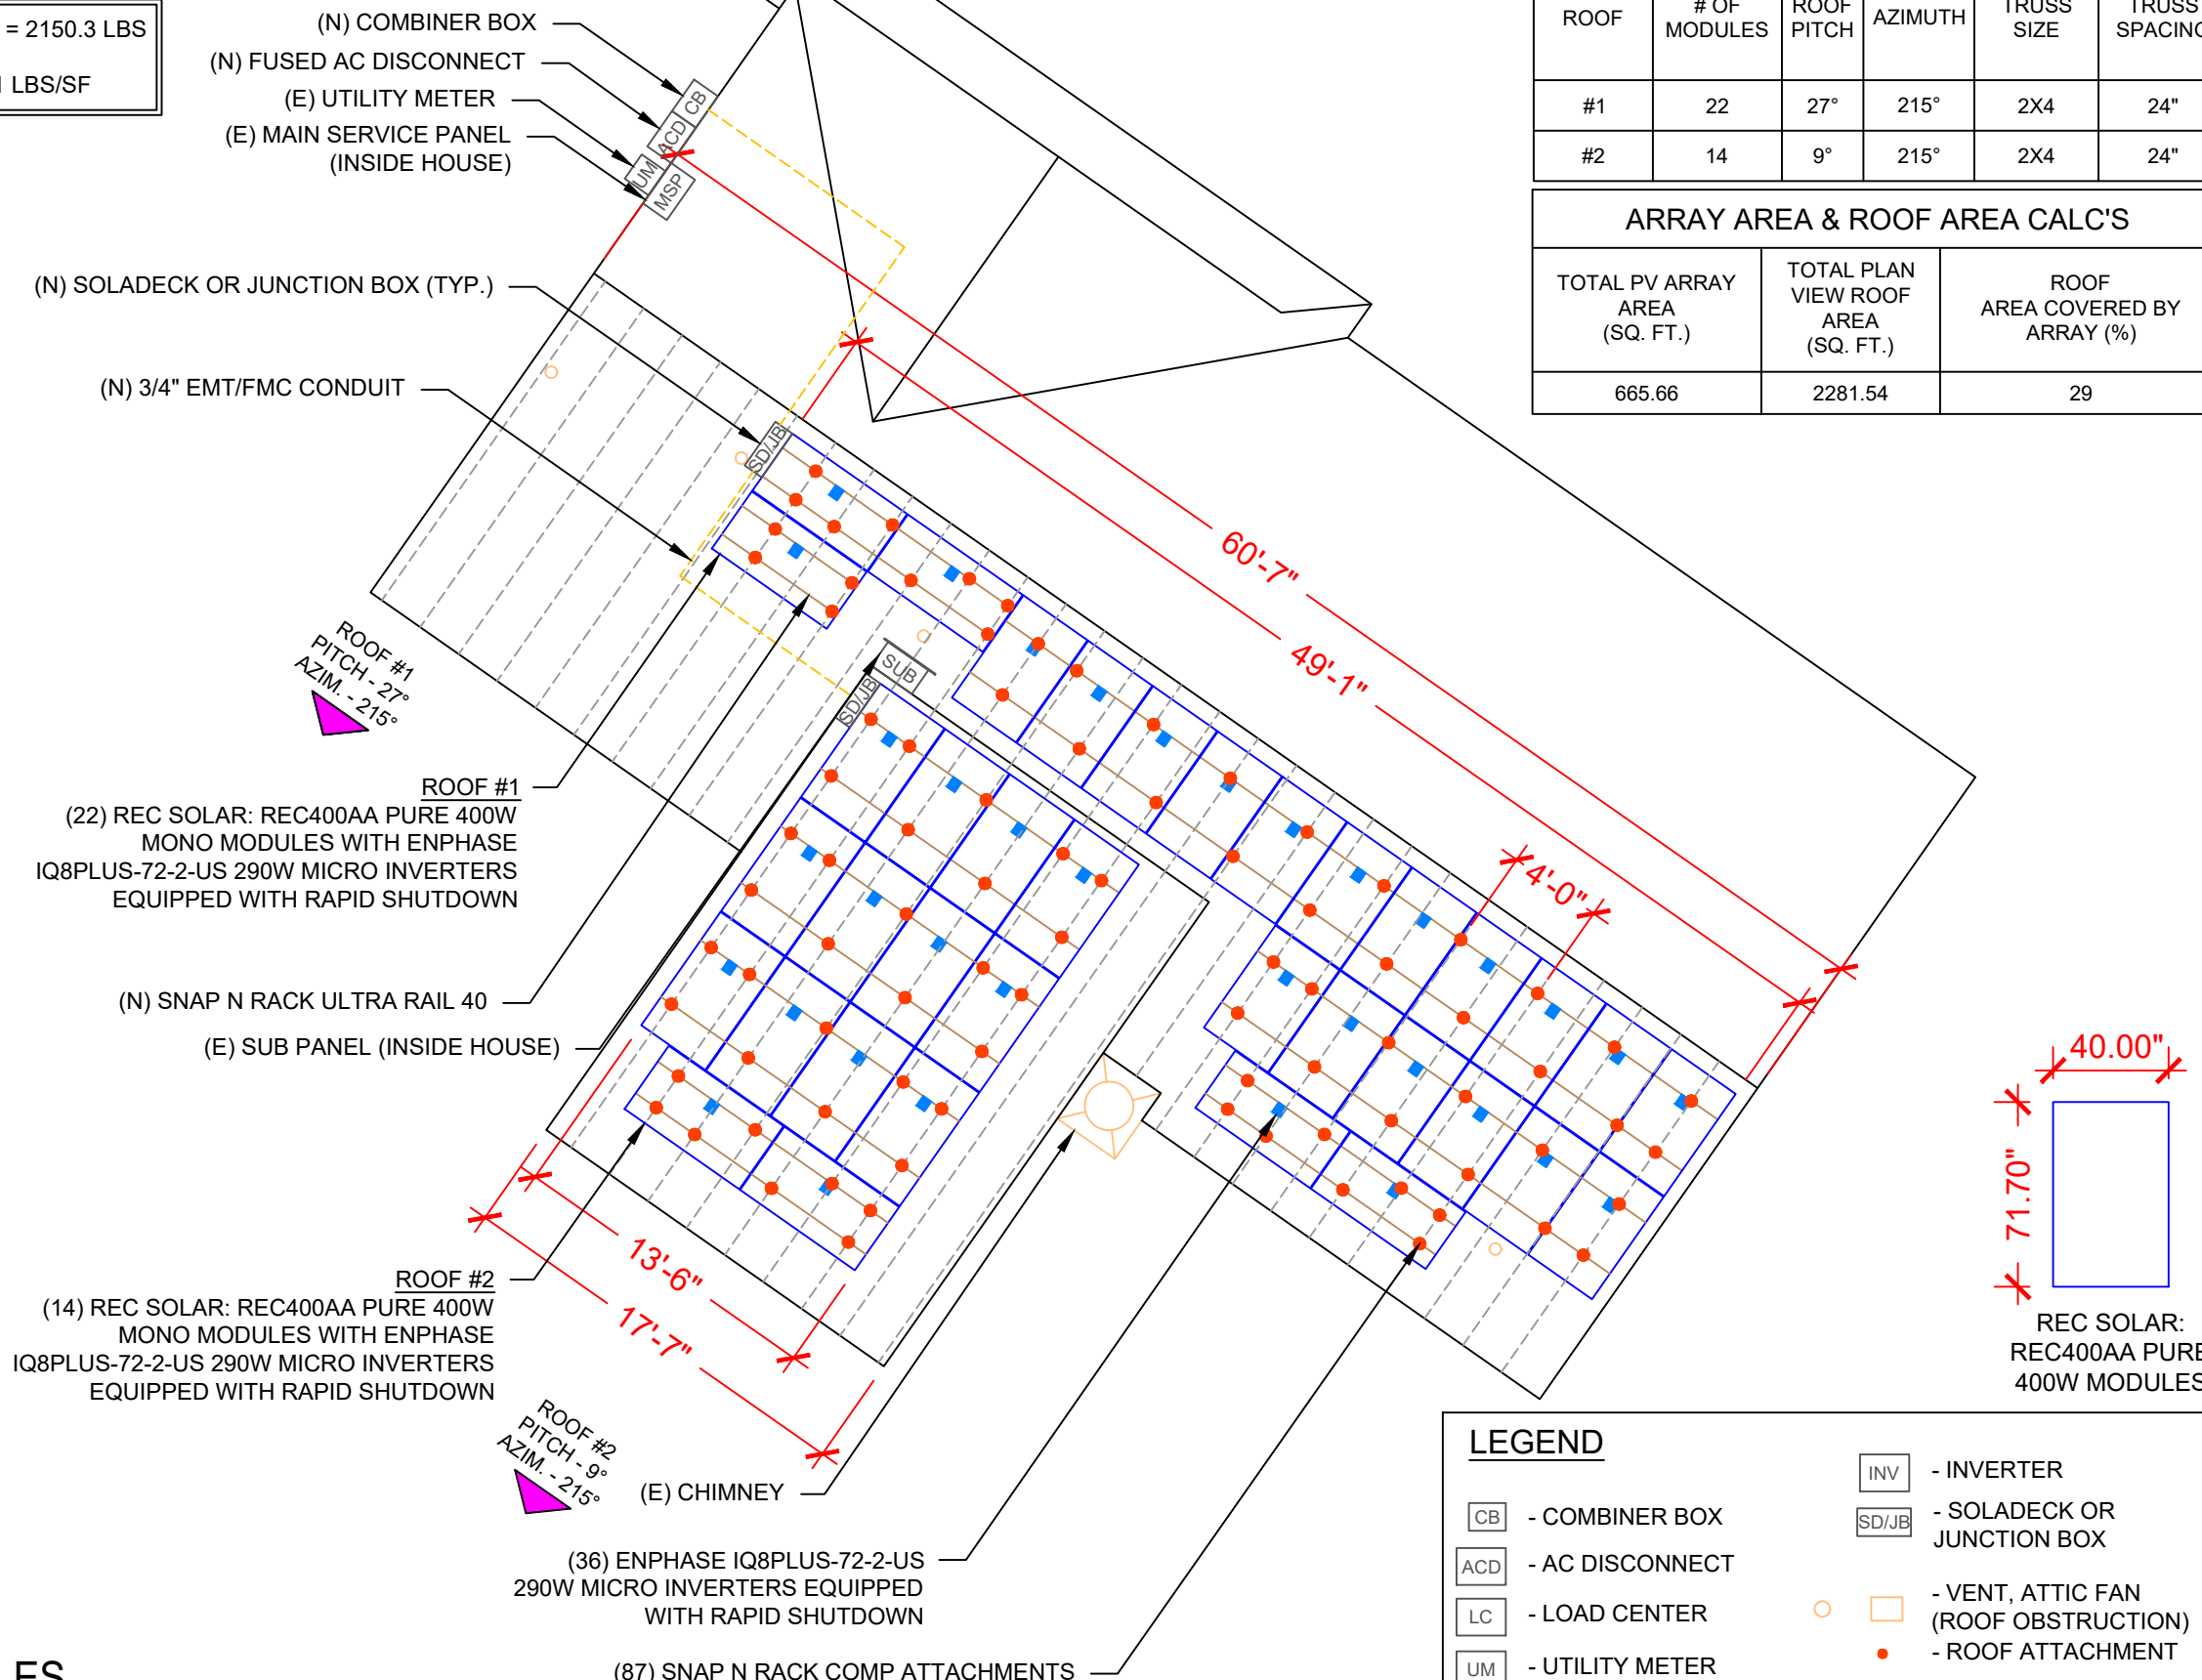 = 2150.3 LBS
LBS/SF
(N) COMBINER BOX
(N) FUSED AC DISCONNECT
(E) UTILITY METER
(E) MAIN SERVICE PANEL
(INSIDE HOUSE)
CB
ACD
UM
MSP
(N) SOLADECK OR JUNCTION BOX (TYP.)
(N) 3/4" EMT/FMC CONDUIT
SD/JB
SUB
SD/JB
60'-7"
49'-1"
4'-0"
ROOF #1
PITCH - 27°
AZIM. - 215°
ROOF #1
(22) REC SOLAR: REC400AA PURE 400W
MONO MODULES WITH ENPHASE
IQ8PLUS-72-2-US 290W MICRO INVERTERS
EQUIPPED WITH RAPID SHUTDOWN
(N) SNAP N RACK ULTRA RAIL 40
(E) SUB PANEL (INSIDE HOUSE)
13'-6"
17'-7"
ROOF #2
(14) REC SOLAR: REC400AA PURE 400W
MONO MODULES WITH ENPHASE
IQ8PLUS-72-2-US 290W MICRO INVERTERS
EQUIPPED WITH RAPID SHUTDOWN
ROOF #2
PITCH - 9°
AZIM. - 215°
(E) CHIMNEY
(36) ENPHASE IQ8PLUS-72-2-US
290W MICRO INVERTERS EQUIPPED
WITH RAPID SHUTDOWN
(87) SNAP N RACK COMP ATTACHMENTS
ES
ROOF # OF MODULES ROOF PITCH AZIMUTH TRUSS SIZE TRUSS SPACING
#1 22 27° 215° 2X4 24"
#2 14 9° 215° 2X4 24"
ARRAY AREA & ROOF AREA CALC'S
TOTAL PV ARRAY AREA (SQ. FT.) TOTAL PLAN VIEW ROOF AREA (SQ. FT.) ROOF AREA COVERED BY ARRAY (%)
665.66 2281.54 29
40.00"
71.70"
REC SOLAR:
REC400AA PURE
400W MODULES
LEGEND
CB - COMBINER BOX
ACD - AC DISCONNECT
LC - LOAD CENTER
UM - UTILITY METER
INV - INVERTER
SD/JB - SOLADECK OR
JUNCTION BOX
- VENT, ATTIC FAN
(ROOF OBSTRUCTION)
- ROOF ATTACHMENT